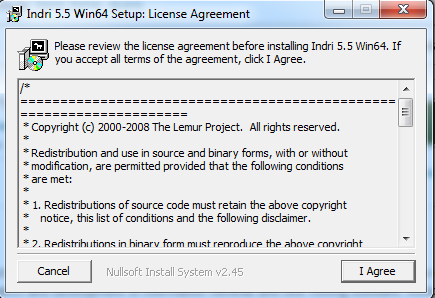 Indri 5.5 Win64 Setup: License Agreement
Please review the license agreement before installing Indri 5.5 Win64. If
you accept all terms of the agreement, click I Agree.
/*
======================================================
========================
* Copyright (c) 2000-2008 The Lemur Project.  All rights reserved.
*
* Redistribution and use in source and binary forms, with or without
* modification, are permitted provided that the following conditions
* are met:
*
* 1. Redistributions of source code must retain the above copyright
*    notice, this list of conditions and the following disclaimer.
*
* 2. Redistributions in binary form must reproduce the above copyright
Cancel
Nullsoft Install System v2.45
I Agree